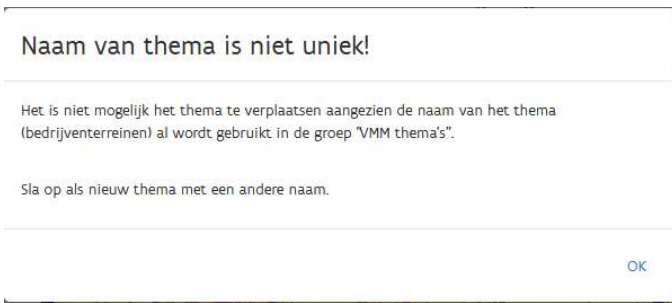 Naam van thema is niet uniek!
Het is niet mogelijk het thema te verplaatsen aangezien de naam van het thema
(bedrijventerreinen) al wordt gebruikt in de groep "VMM thema's".
Sla op als nieuw thema met een andere naam.
OK